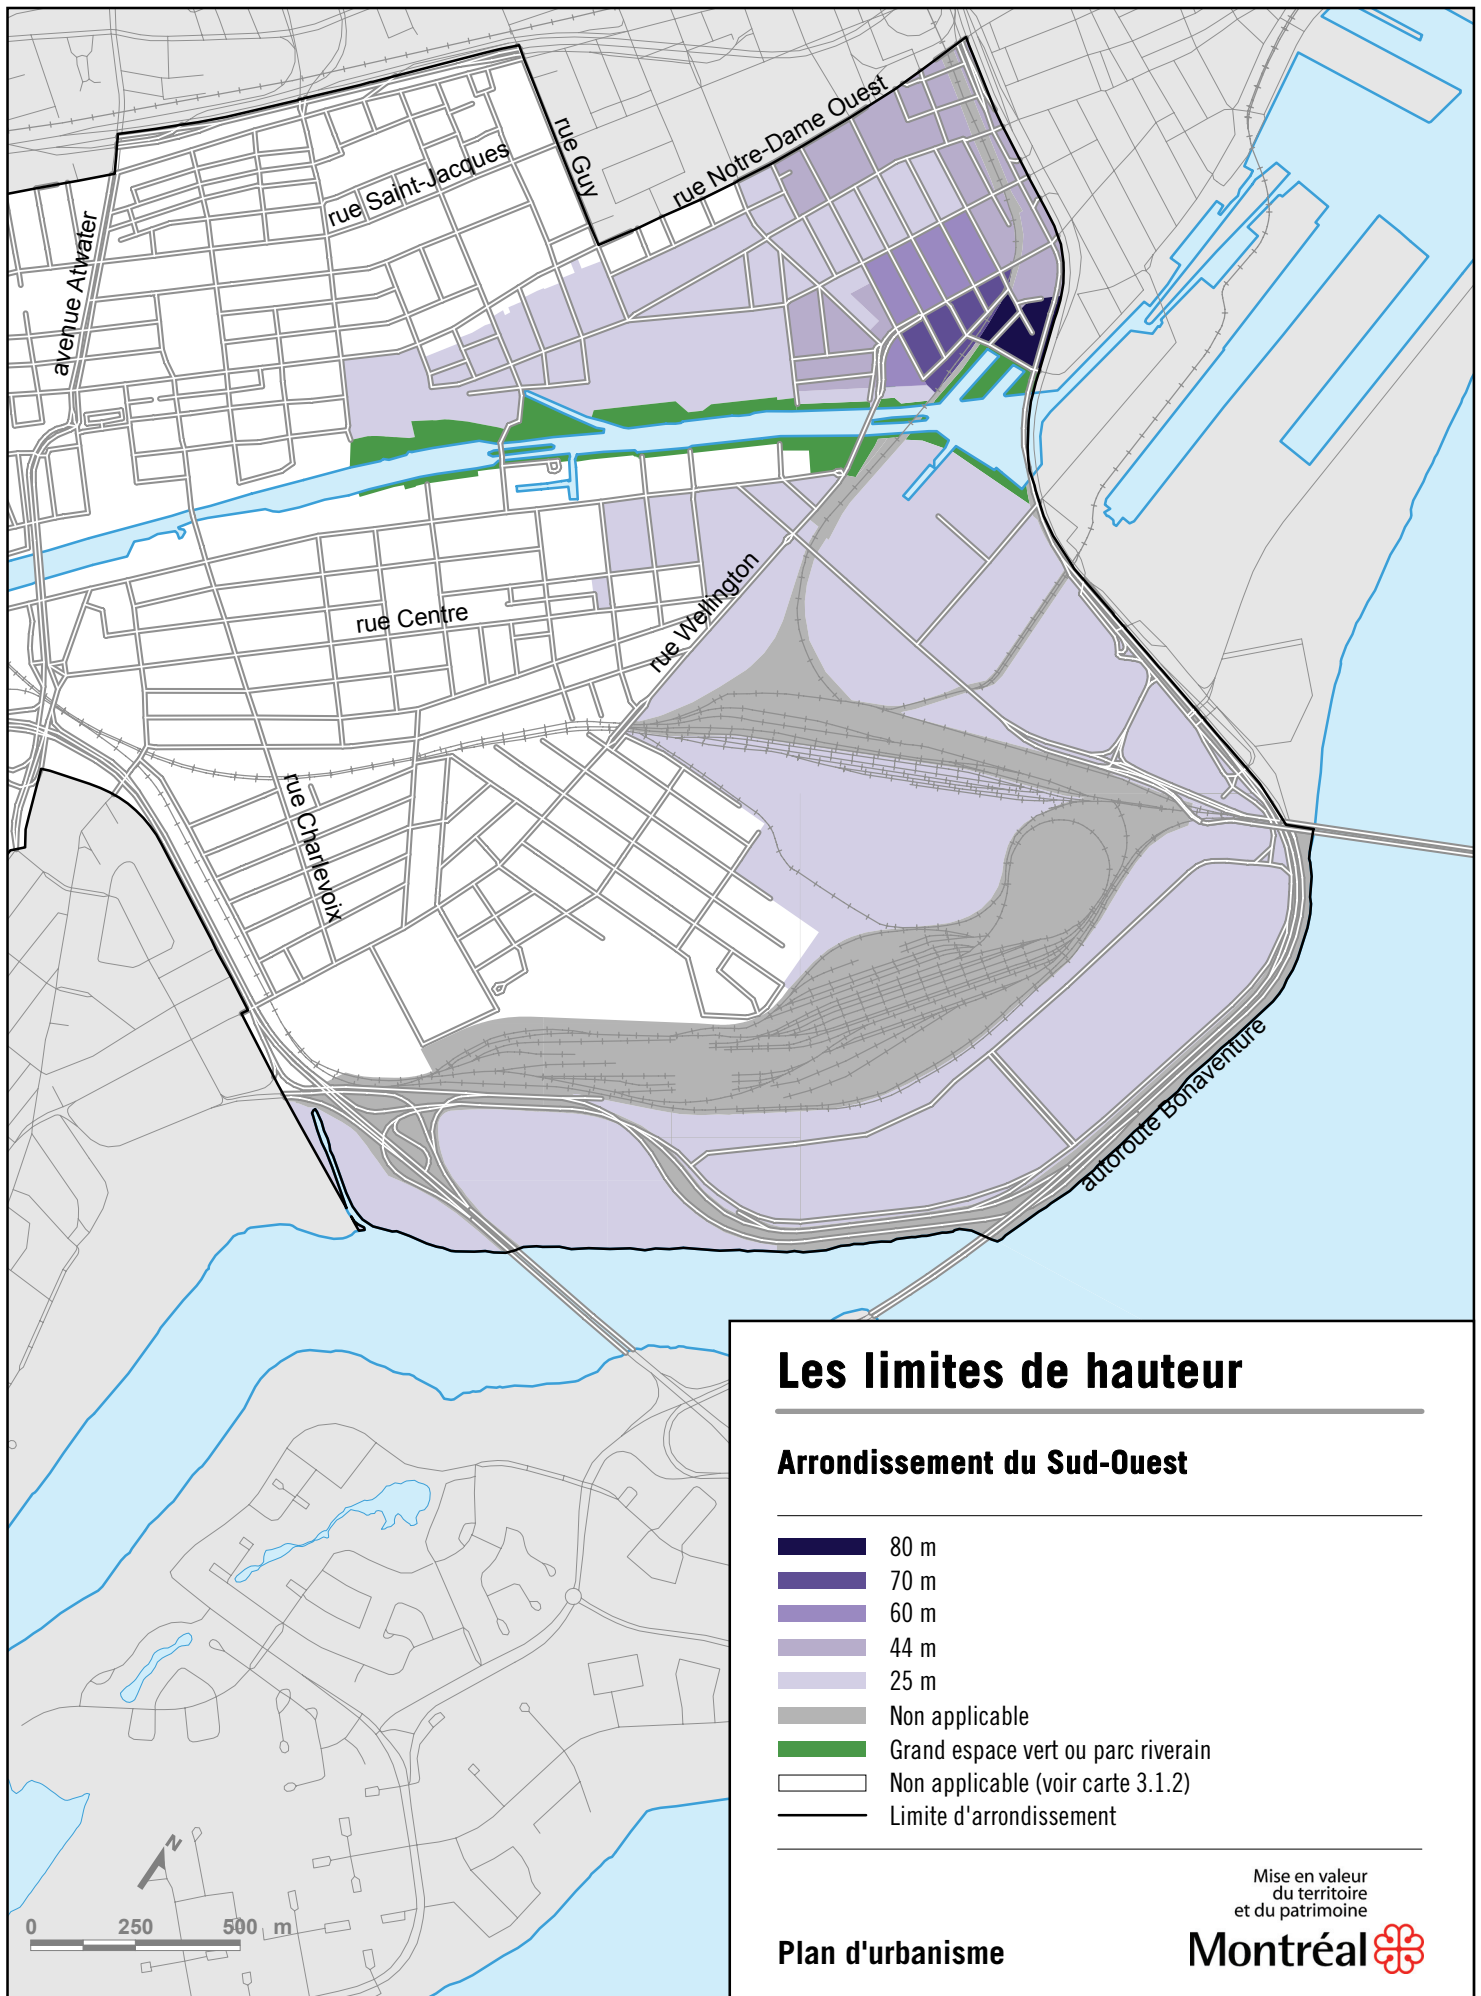 rue Notre-Dame Ouest
rue Guy
rue Saint-Jacques
avenue Atwater
rue Centre
rue Wellington
rue Charlevoix
autoroute Bonaventure
Les limites de hauteur
Arrondissement du Sud-Ouest
80 m
70 m
60 m
44 m
25 m
Non applicable
Grand espace vert ou parc riverain
Non applicable (voir carte 3.1.2)
Limite d'arrondissement
N
0 250 500 m
Mise en valeur
du territoire
et du patrimoine
Plan d'urbanisme
Montréal